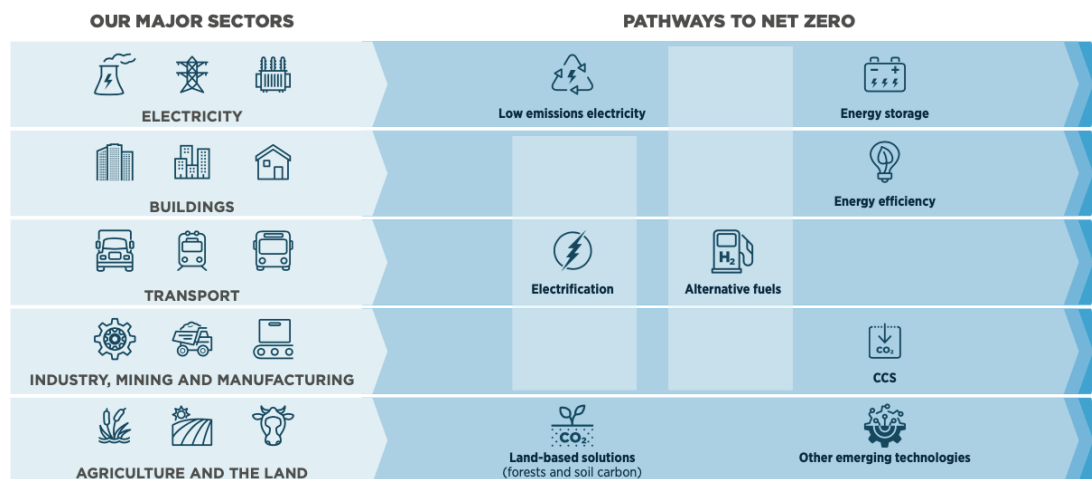 OUR MAJOR SECTORS
PATHWAYS TO NET ZERO
ELECTRICITY
Low emissions electricity
Energy storage
BUILDINGS
Energy efficiency
TRANSPORT
Electrification
H₂
Alternative fuels
INDUSTRY, MINING AND MANUFACTURING
CO₂
CCS
AGRICULTURE AND THE LAND
CO₂
Land-based solutions
(forests and soil carbon)
Other emerging technologies